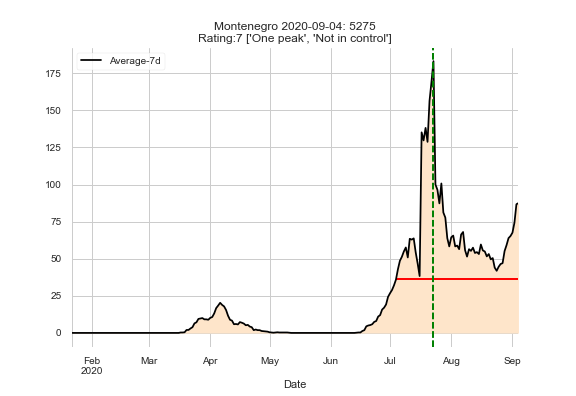 Montenegro 2020-09-04: 5275
Rating:7 ['One peak', 'Not in control']
Average-7d
175
150
125
100
75
50
25
0
Feb
2020
Mar
Apr
May
Jun
Jul
Aug
Sep
Date